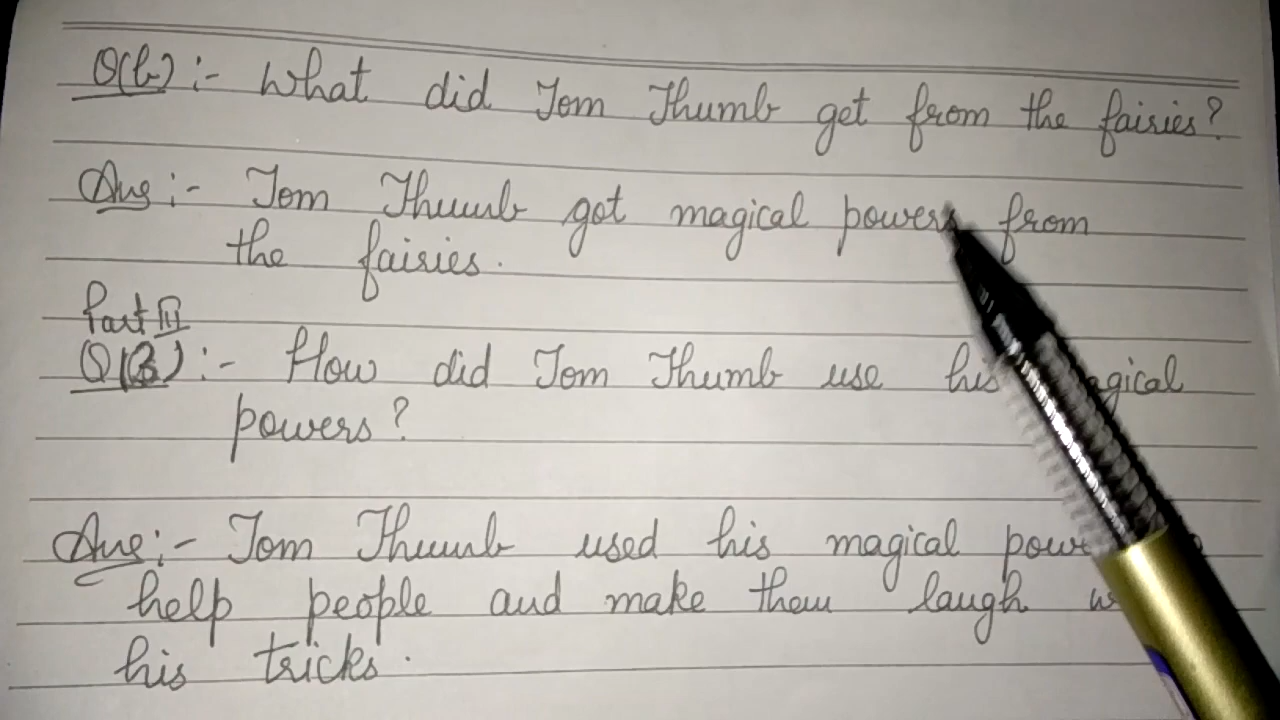 Q(b):- What did Tom Thumb get from the fairies?
Ans:- Tom Thumb got magical powers from
the fairies.
Part III
Q(3):- How did Tom Thumb use his
powers?
Ans:- Tom Thumb used his magical
help people and make them laugh
his tricks.